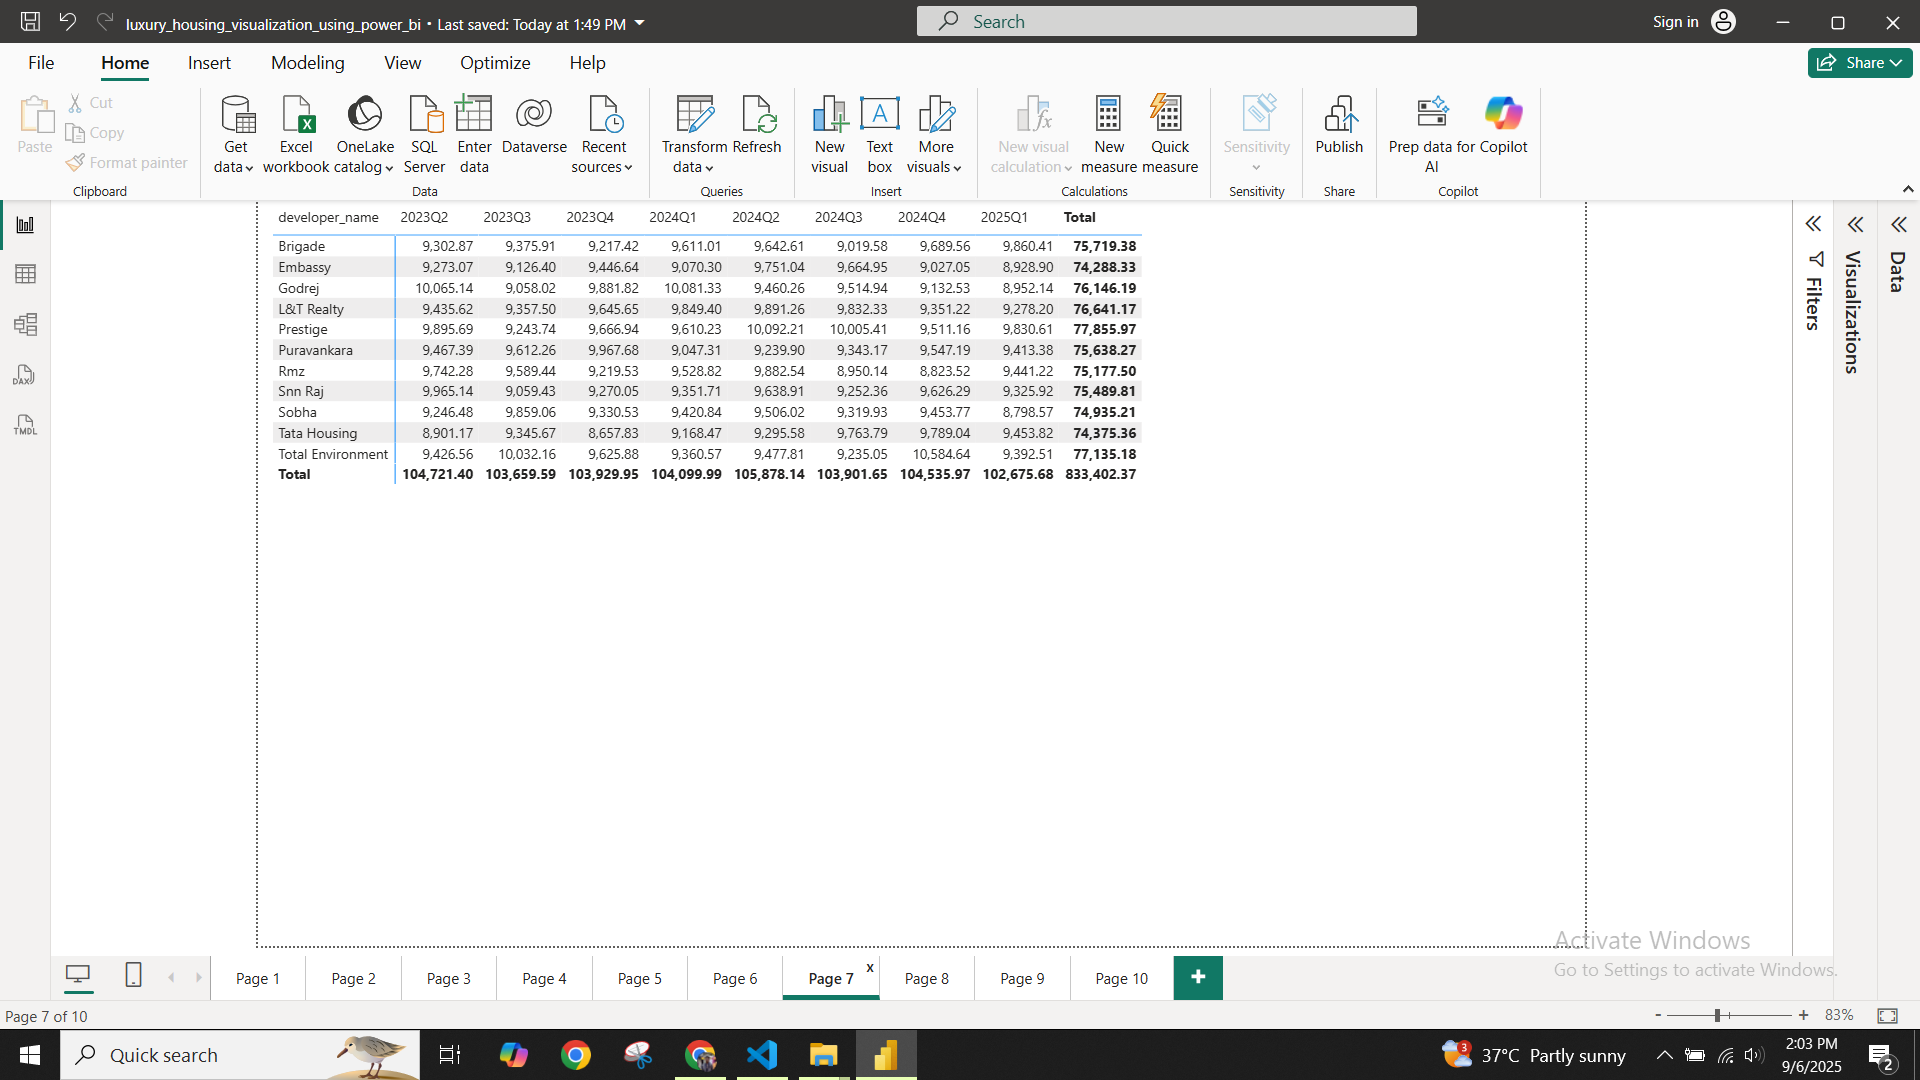 luxury_housing_visualization_using_power_bi • Last saved: Today at 1:49 PM
Search
Sign in
File Home Insert Modeling View Optimize Help
Share
Paste
Cut
Copy
Format painter
Clipboard
Get data
Excel workbook
OneLake catalog
SQL Server
Enter data
Dataverse
Recent sources
Data
Transform data
Refresh
Queries
New visual
Text box
More visuals
Insert
New visual calculation
New measure
Quick measure
Calculations
Sensitivity
Sensitivity
Publish
Share
Prep data for AI
Copilot
Copilot
developer_name 2023Q2 2023Q3 2023Q4 2024Q1 2024Q2 2024Q3 2024Q4 2025Q1 Total
Brigade 9,302.87 9,375.91 9,217.42 9,611.01 9,642.61 9,019.58 9,689.56 9,860.41 75,719.38
Embassy 9,273.07 9,126.40 9,446.64 9,070.30 9,751.04 9,664.95 9,027.05 8,928.90 74,288.33
Godrej 10,065.14 9,058.02 9,881.82 10,081.33 9,460.26 9,514.94 9,132.53 8,952.14 76,146.19
L&T Realty 9,435.62 9,357.50 9,645.65 9,849.40 9,891.26 9,832.33 9,351.22 9,278.20 76,641.17
Prestige 9,895.69 9,243.74 9,666.94 9,610.23 10,092.21 10,005.41 9,511.16 9,830.61 77,855.97
Puravankara 9,467.39 9,612.26 9,967.68 9,047.31 9,239.90 9,343.17 9,547.19 9,413.38 75,638.27
Rmz 9,742.28 9,589.44 9,219.53 9,528.82 9,882.54 8,950.14 8,823.52 9,441.22 75,177.50
Snn Raj 9,965.14 9,059.43 9,270.05 9,351.71 9,638.91 9,252.36 9,626.29 9,325.92 75,489.81
Sobha 9,246.48 9,859.06 9,330.53 9,420.84 9,506.02 9,319.93 9,453.77 8,798.57 74,935.21
Tata Housing 8,901.17 9,345.67 8,657.83 9,168.47 9,295.58 9,763.79 9,789.04 9,453.82 74,375.36
Total Environment 9,426.56 10,032.16 9,625.88 9,360.57 9,477.81 9,235.05 10,584.64 9,392.51 77,135.18
Total 104,721.40 103,659.59 103,929.95 104,099.99 105,878.14 103,901.65 104,535.97 102,675.68 833,402.37
Filters
Visualizations
Data
DAX
TMDL
Activate Windows
Go to Settings to activate Windows.
Page 1 Page 2 Page 3 Page 4 Page 5 Page 6 Page 7 x Page 8 Page 9 Page 10 +
Page 7 of 10
- + 83%
Quick search
3
37°C Partly sunny
2:03 PM
9/6/2025
2